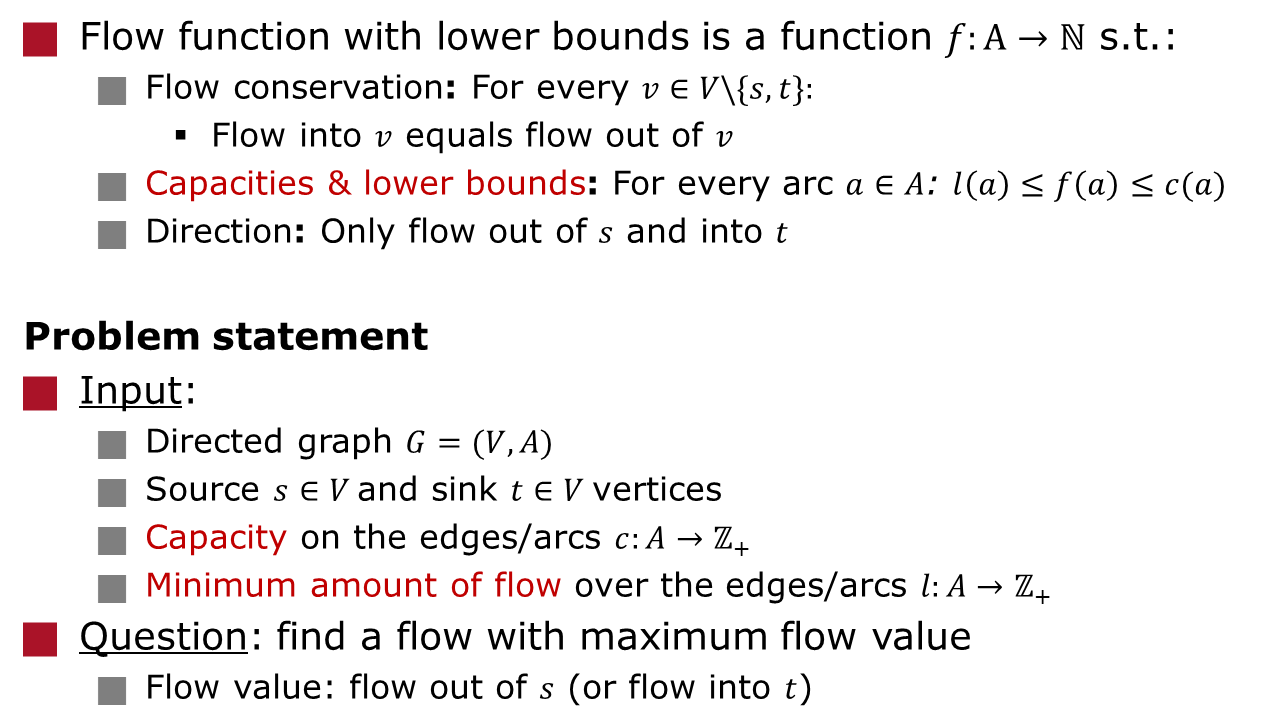 Flow function with lower bounds is a function f: A → ℕ s.t.:
Flow conservation: For every v ∈ V\{s, t}:
Flow into v equals flow out of v
Capacities & lower bounds: For every arc a ∈ A: l(a) ≤ f(a) ≤ c(a)
Direction: Only flow out of s and into t
Problem statement
Input:
Directed graph G = (V, A)
Source s ∈ V and sink t ∈ V vertices
Capacity on the edges/arcs c: A → ℤ₊
Minimum amount of flow over the edges/arcs l: A → ℤ₊
Question: find a flow with maximum flow value
Flow value: flow out of s (or flow into t)